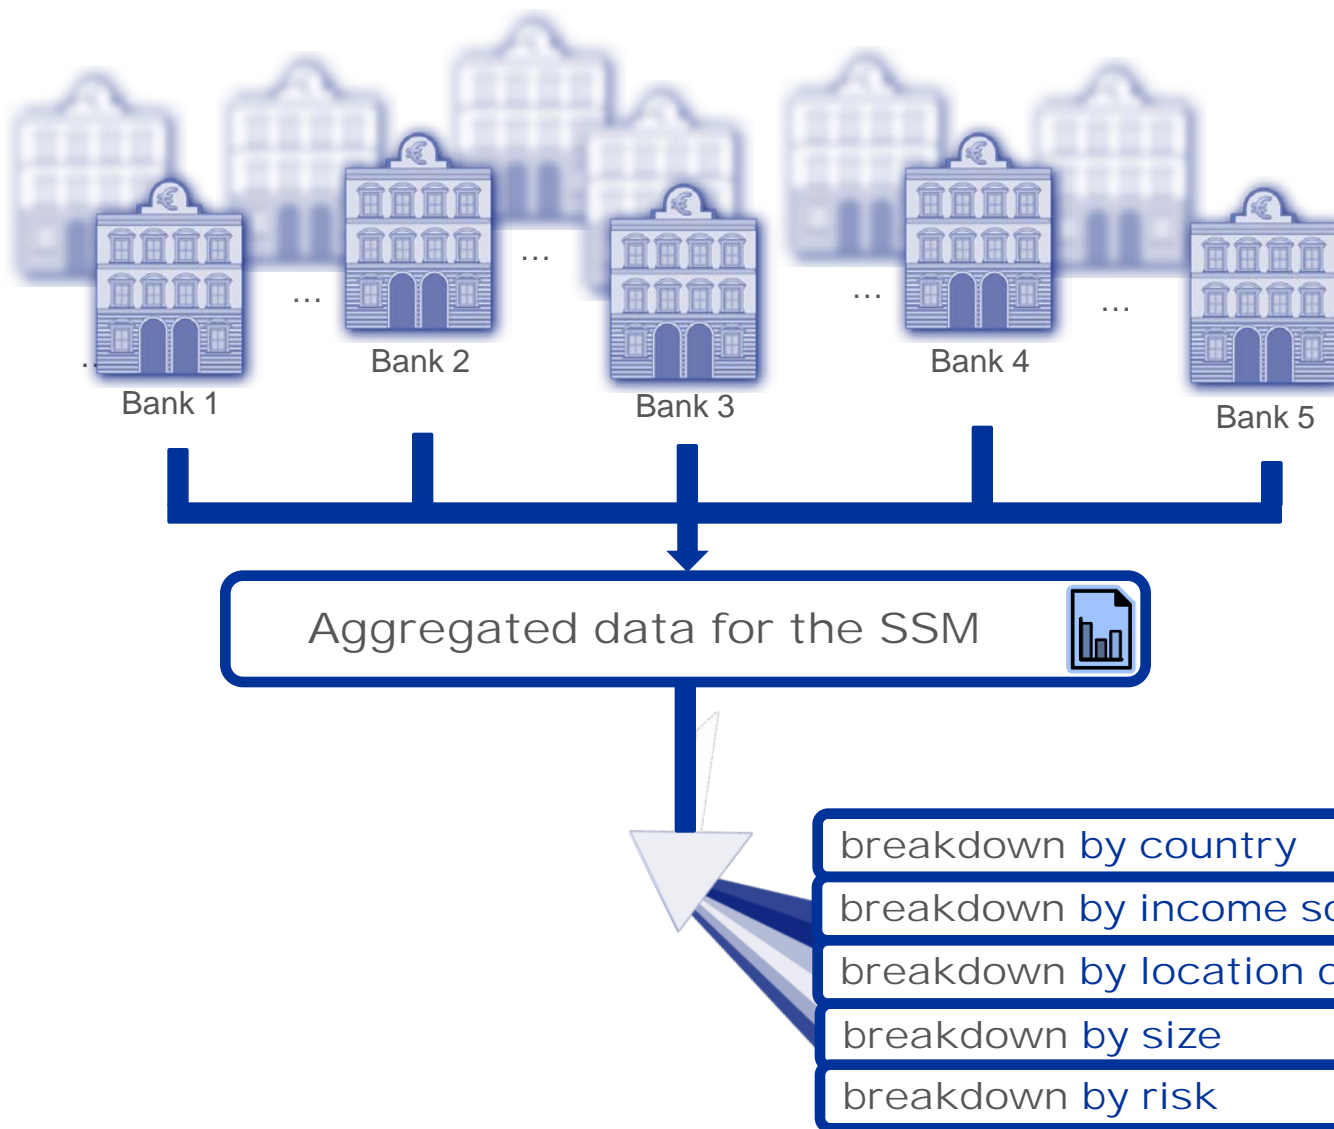 ...
...
...
...
...
Bank 1
Bank 2
Bank 3
Bank 4
Bank 5
Aggregated data for the SSM
breakdown by country
breakdown by income
breakdown by location
breakdown by size
breakdown by risk